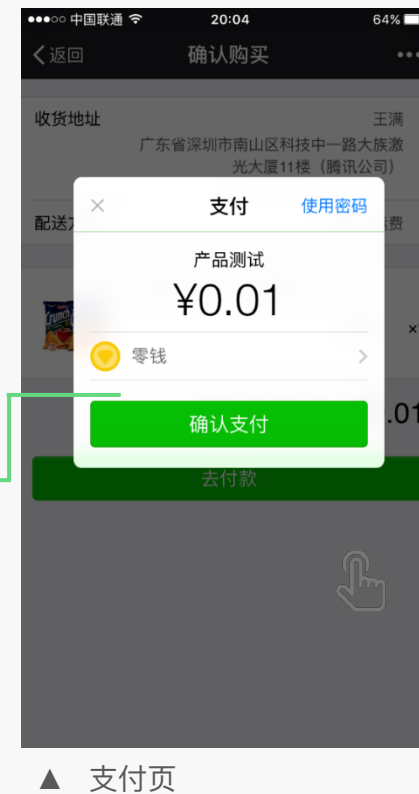 中国联通 20:04 64%
返回 确认购买
收货地址 王满
广东省深圳市南山区科技中一路大族激
光大厦11楼（腾讯公司）
× 支付 使用密码
配送 费
产品测试
¥0.01
×
零钱
.01
确认支付
去付款
▲ 支付页